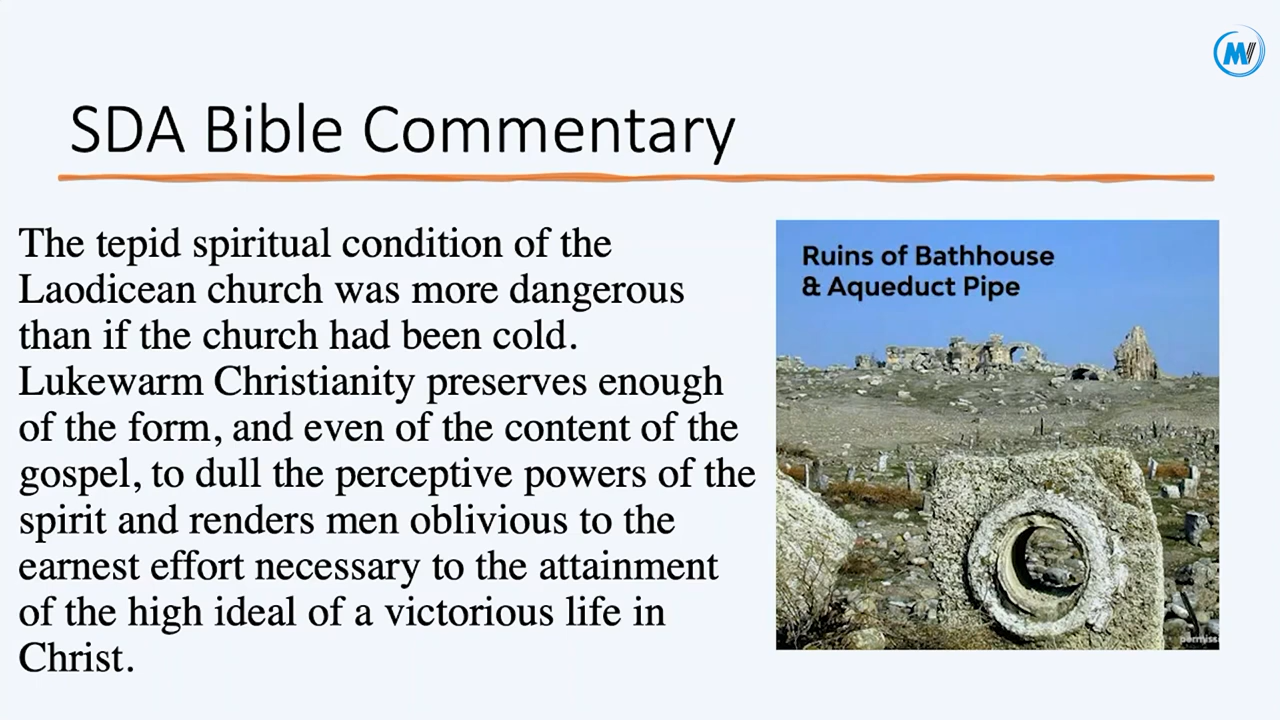 MV
SDA Bible Commentary
The tepid spiritual condition of the
Laodicean church was more dangerous
than if the church had been cold.
Lukewarm Christianity preserves enough
of the form, and even of the content of the
gospel, to dull the perceptive powers of the
spirit and renders men oblivious to the
earnest effort necessary to the attainment
of the high ideal of a victorious life in
Christ.
Ruins of Bathhouse
& Aqueduct Pipe